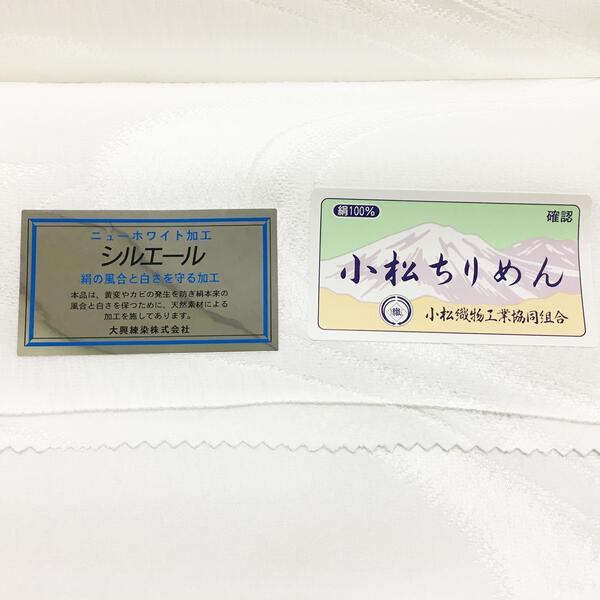 ニューホワイト加工
シルエール
絹の風合と白さを守る加工
本品は、黄変やカビの発生を防ぎ絹本来の
風合と白さを保つために、天然素材による
加工を施してあります。
大興練染株式会社
絹100%
確認
小松ちりめん
小松織物工業協同組合